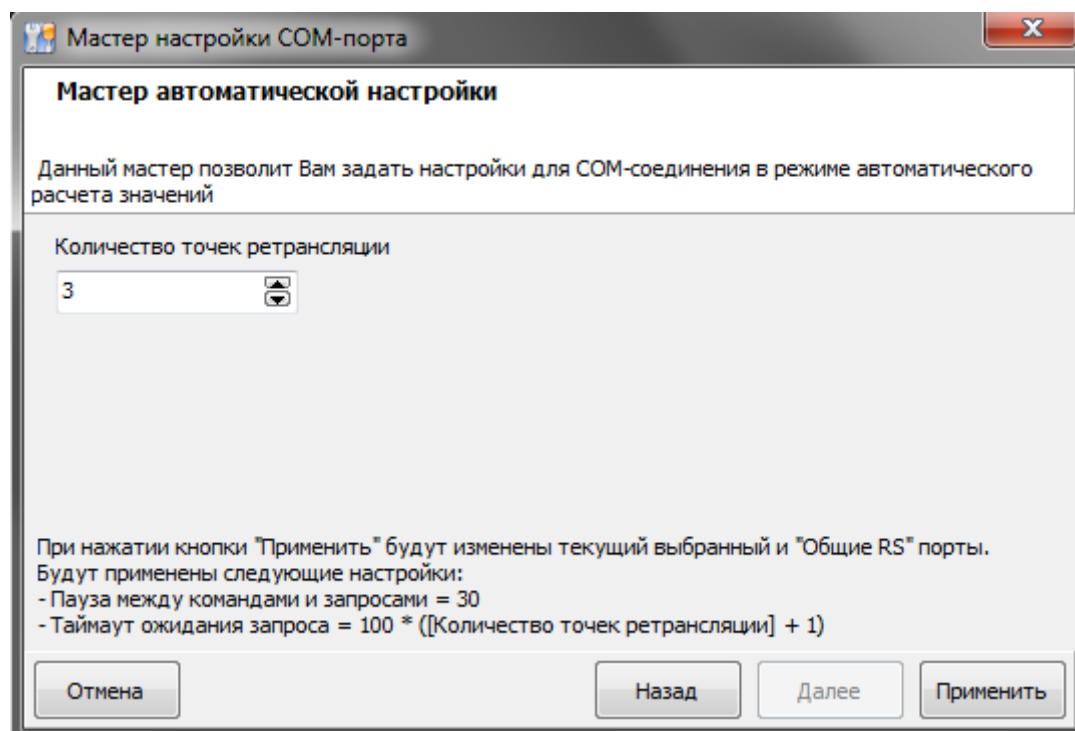 Мастер настройки COM-порта
Мастер автоматической настройки
Данный мастер позволит Вам задать настройки для COM-соединения в режиме автоматического
расчета значений
Количество точек ретрансляции
3
При нажатии кнопки "Применить" будут изменены текущий выбранный и "Общие RS" порты.
Будут применены следующие настройки:
- Пауза между командами и запросами = 30
- Таймаут ожидания запроса = 100 * ([Количество точек ретрансляции] + 1)
Отмена
Назад
Далее
Применить